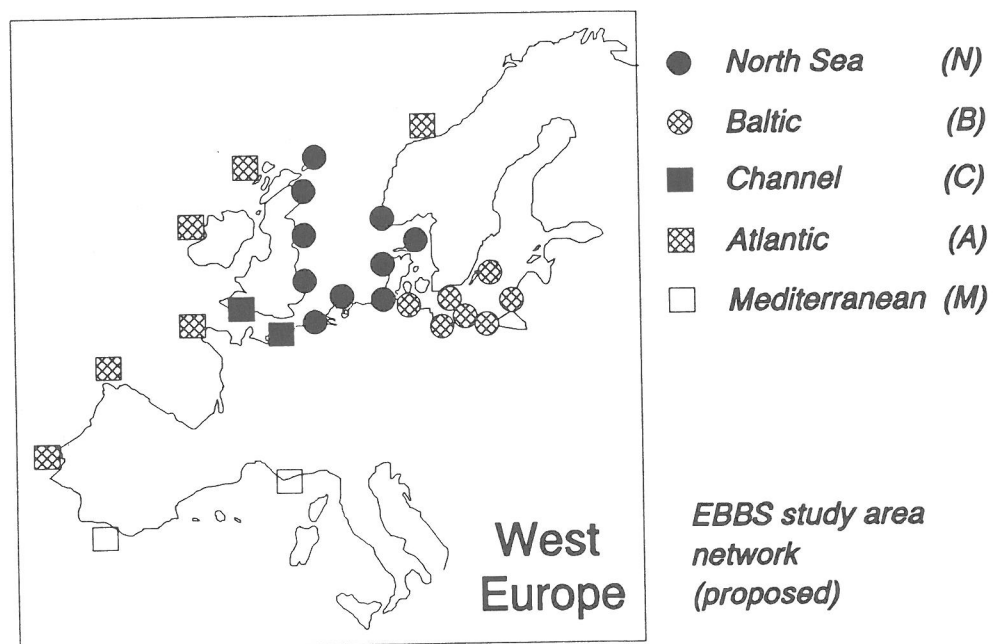 North Sea (N)
Baltic (B)
Channel (C)
Atlantic (A)
Mediterranean (M)
West
Europe
EBBS study area
network
(proposed)